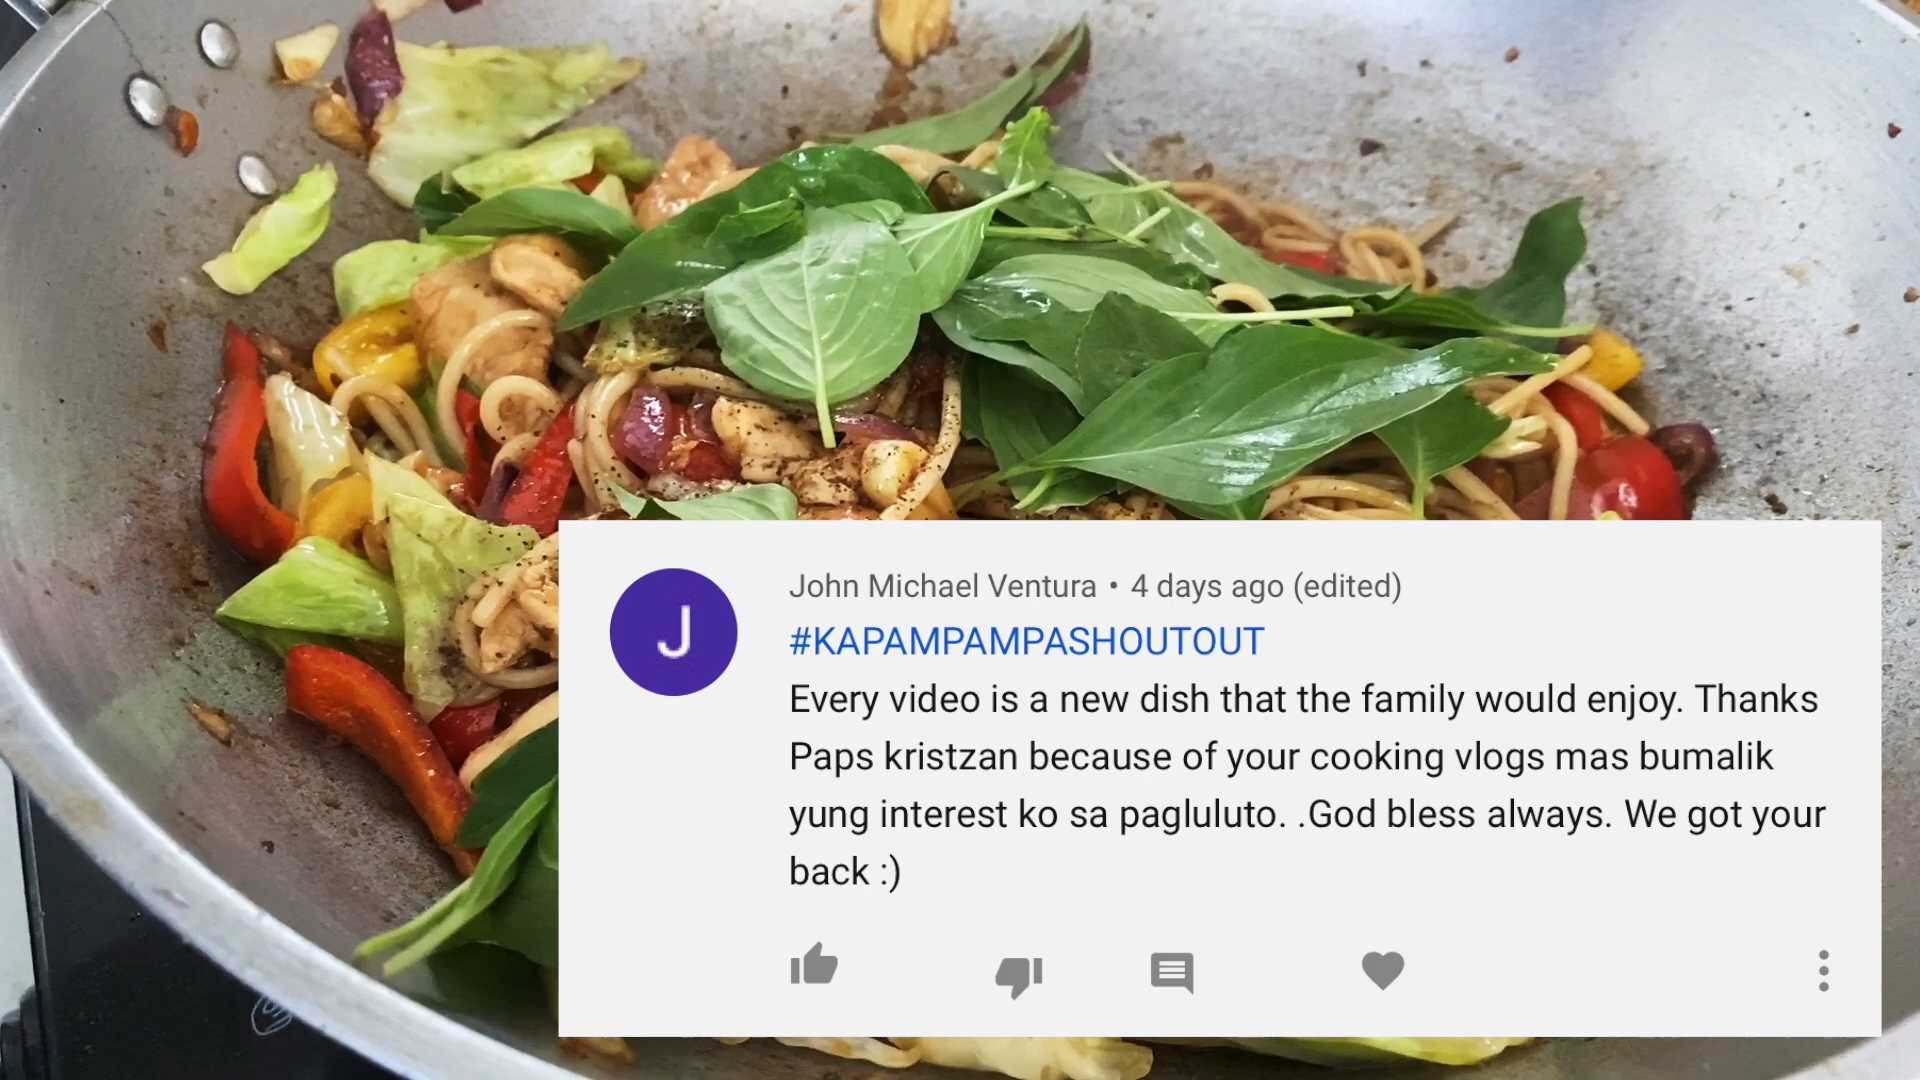 J
John Michael Ventura • 4 days ago (edited)
#KAPAMPAMPASHOUTOUT
Every video is a new dish that the family would enjoy. Thanks
Paps kristzan because of your cooking vlogs mas bumalik
yung interest ko sa pagluluto. .God bless always. We got your
back :)